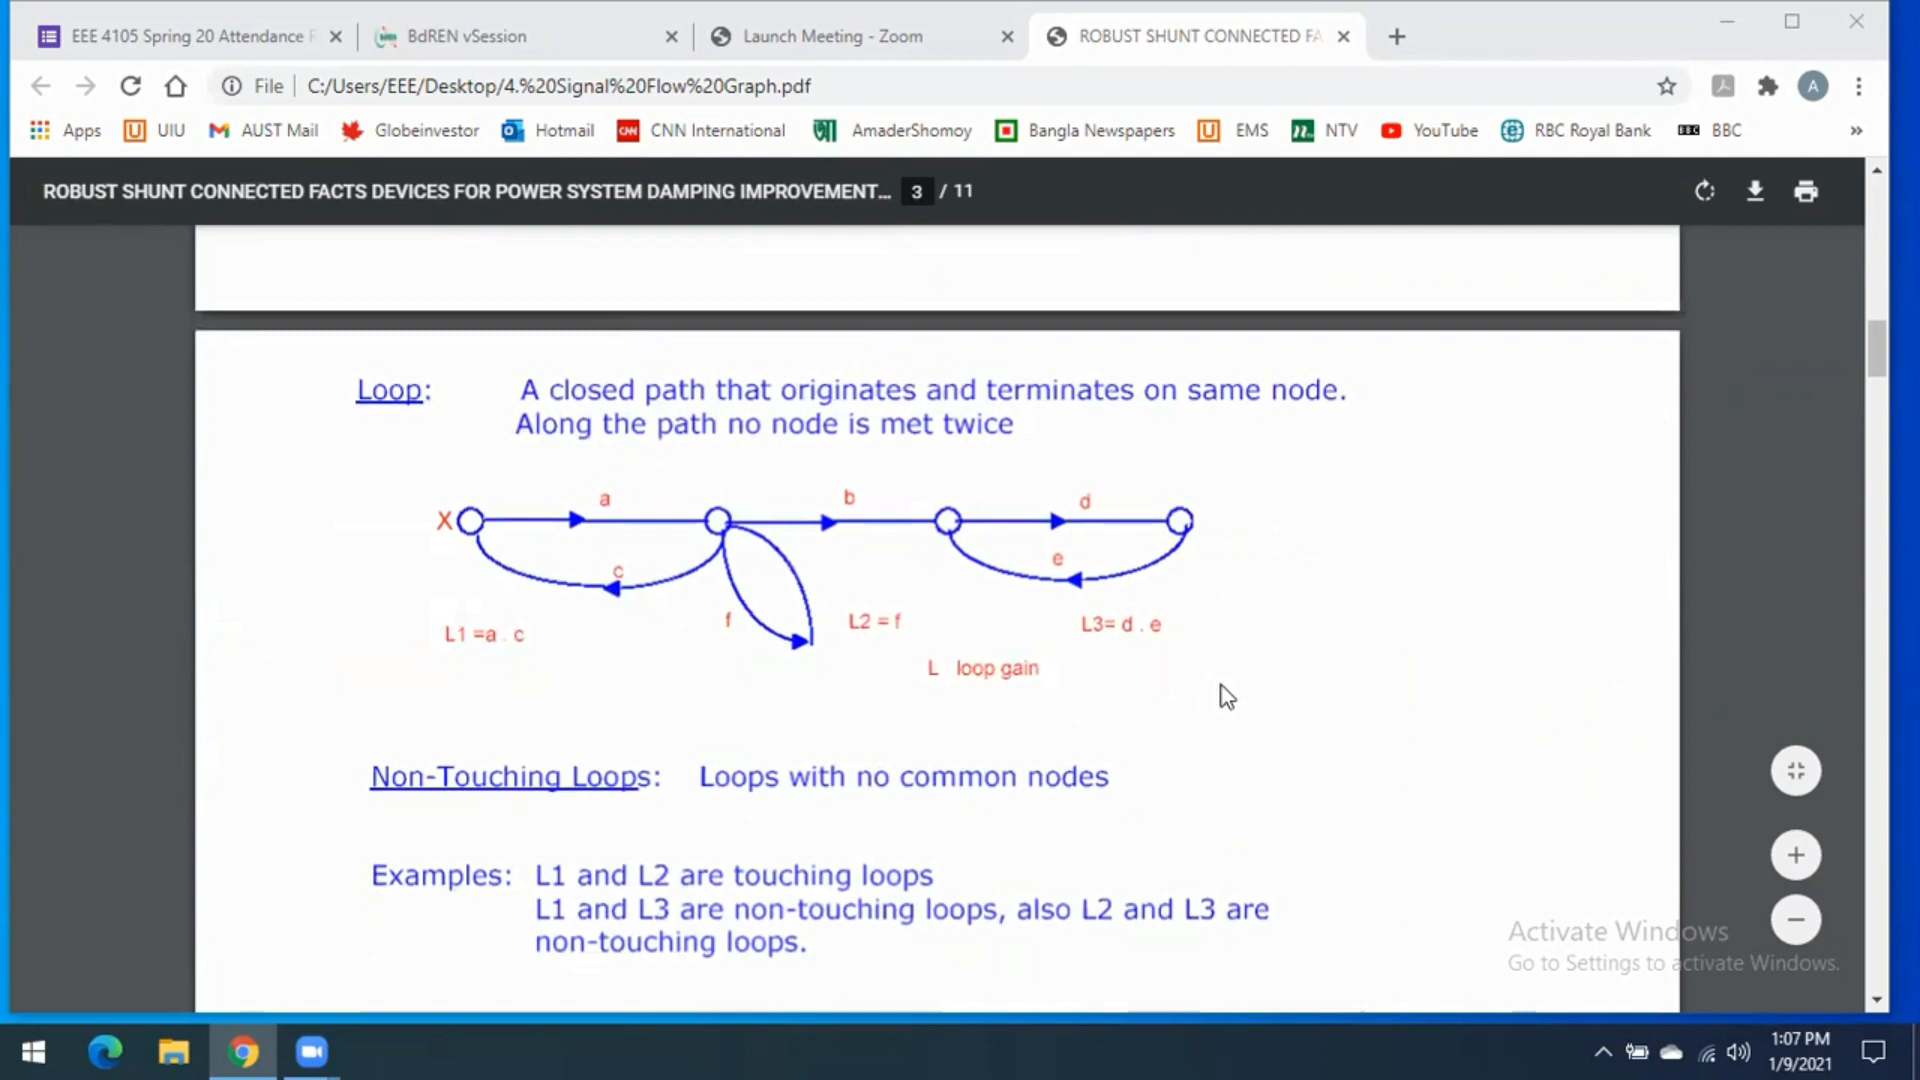 EEE 4105 Spring 20 Attendance F
BdREN vSession
Launch Meeting - Zoom
ROBUST SHUNT CONNECTED FA
File
C:/Users/EEE/Desktop/4.%20Signal%20Flow%20Graph.pdf
A
Apps
UIU
AUST Mail
Globeinvestor
Hotmail
CNN International
AmaderShomoy
Bangla Newspapers
EMS
NTV
YouTube
RBC Royal Bank
BBC
»
ROBUST SHUNT CONNECTED FACTS DEVICES FOR POWER SYSTEM DAMPING IMPROVEMENT... 3 / 11
Loop: A closed path that originates and terminates on same node.
Along the path no node is met twice
a
b
d
X
c
e
f
L1 =a . c
L2 = f
L3= d . e
L loop gain
Non-Touching Loops: Loops with no common nodes
Examples: L1 and L2 are touching loops
L1 and L3 are non-touching loops, also L2 and L3 are
non-touching loops.
Activate Windows
Go to Settings to activate Windows.
1:07 PM
1/9/2021